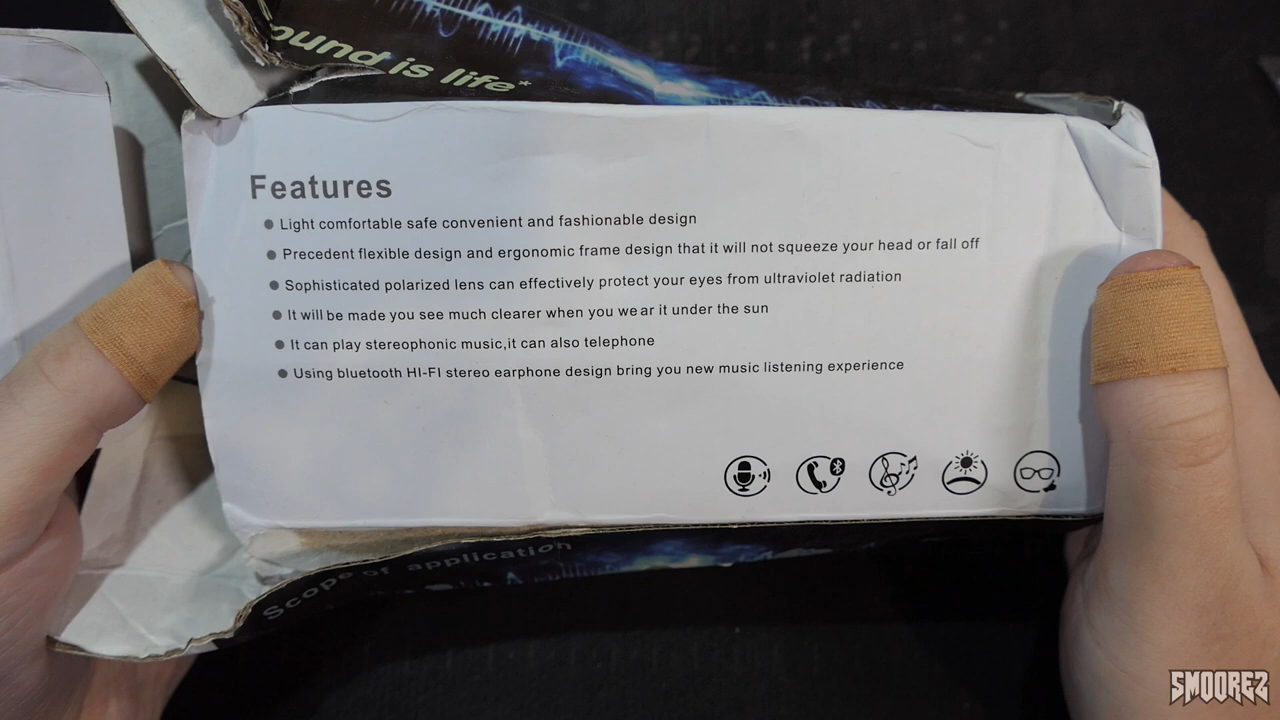 ound is life*
Features
● Light comfortable safe convenient and fashionable design
● Precedent flexible design and ergonomic frame design that it will not squeeze your head or fall off
● Sophisticated polarized lens can effectively protect your eyes from ultraviolet radiation
● It will be made you see much clearer when you wear it under the sun
● It can play stereophonic music,it can also telephone
● Using bluetooth HI-FI stereo earphone design bring you new music listening experience
Scope of application
SMOOREZ